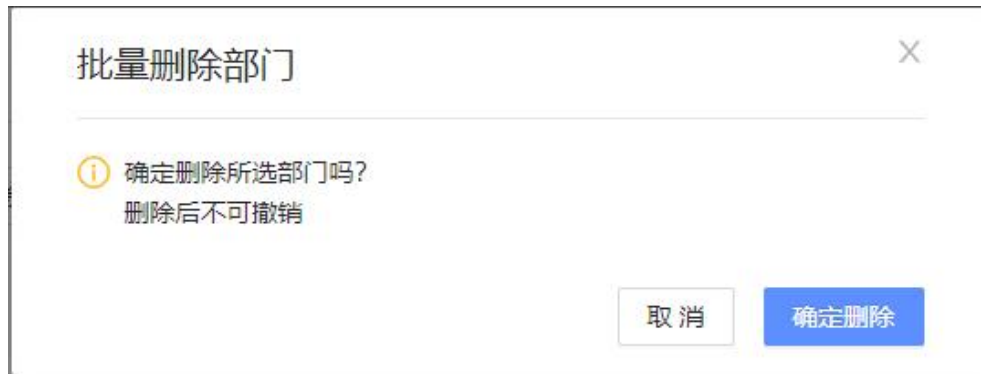 批量删除部门
确定删除所选部门吗?
删除后不可撤销
取 消
确定删除